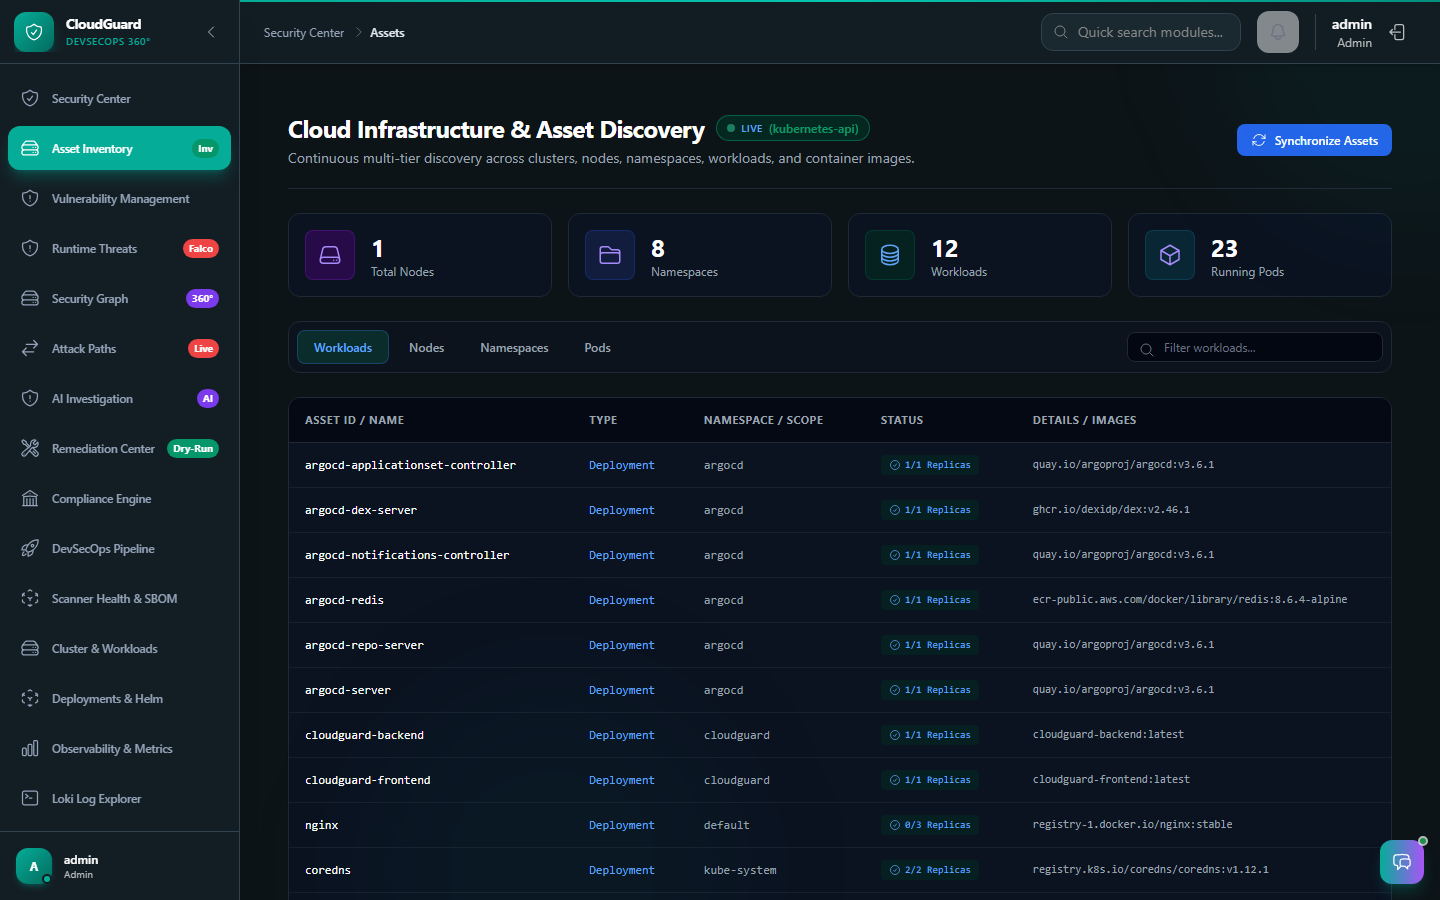 CloudGuard
DEVSECOPS 360°
Security Center
Assets
Quick search modules...
admin
Admin
Security Center
Asset Inventory
Inv
Vulnerability Management
Runtime Threats
Falco
Security Graph
360°
Attack Paths
Live
AI Investigation
AI
Remediation Center
Dry-Run
Compliance Engine
DevSecOps Pipeline
Scanner Health & SBOM
Cluster & Workloads
Deployments & Helm
Observability & Metrics
Loki Log Explorer
A
admin
Admin
Cloud Infrastructure & Asset Discovery
LIVE (kubernetes-api)
Continuous multi-tier discovery across clusters, nodes, namespaces, workloads, and container images.
Synchronize Assets
1
Total Nodes
8
Namespaces
12
Workloads
23
Running Pods
Workloads Nodes Namespaces Pods
Filter workloads...
ASSET ID / NAME TYPE NAMESPACE / SCOPE STATUS DETAILS / IMAGES
argocd-applicationset-controller Deployment argocd 1/1 Replicas quay.io/argoproj/argocd:v3.6.1
argocd-dex-server Deployment argocd 1/1 Replicas ghcr.io/dexidp/dex:v2.46.1
argocd-notifications-controller Deployment argocd 1/1 Replicas quay.io/argoproj/argocd:v3.6.1
argocd-redis Deployment argocd 1/1 Replicas ecr-public.aws.com/docker/library/redis:8.6.4-alpine
argocd-repo-server Deployment argocd 1/1 Replicas quay.io/argoproj/argocd:v3.6.1
argocd-server Deployment argocd 1/1 Replicas quay.io/argoproj/argocd:v3.6.1
cloudguard-backend Deployment cloudguard 1/1 Replicas cloudguard-backend:latest
cloudguard-frontend Deployment cloudguard 1/1 Replicas cloudguard-frontend:latest
nginx Deployment default 0/3 Replicas registry-1.docker.io/nginx:stable
coredns Deployment kube-system 2/2 Replicas registry.k8s.io/coredns/coredns:v1.12.1